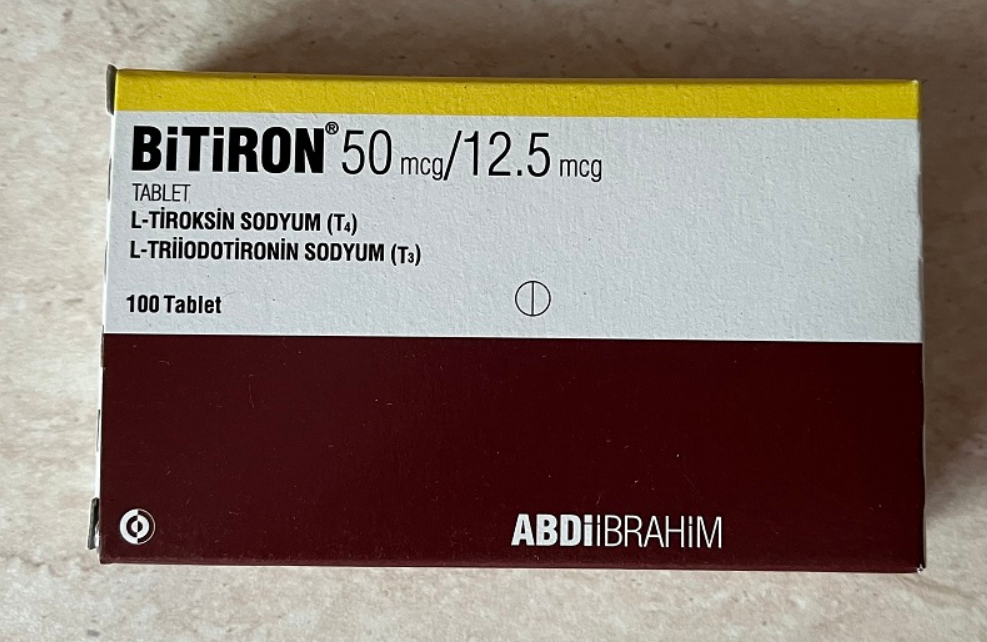 BiTiRON® 50 mcg/12.5 mcg
TABLET
L-TİROKSİN SODYUM (T₄)
L-TRİİODOTİRONİN SODYUM (T₃)
100 Tablet
ABDİİBRAHİM